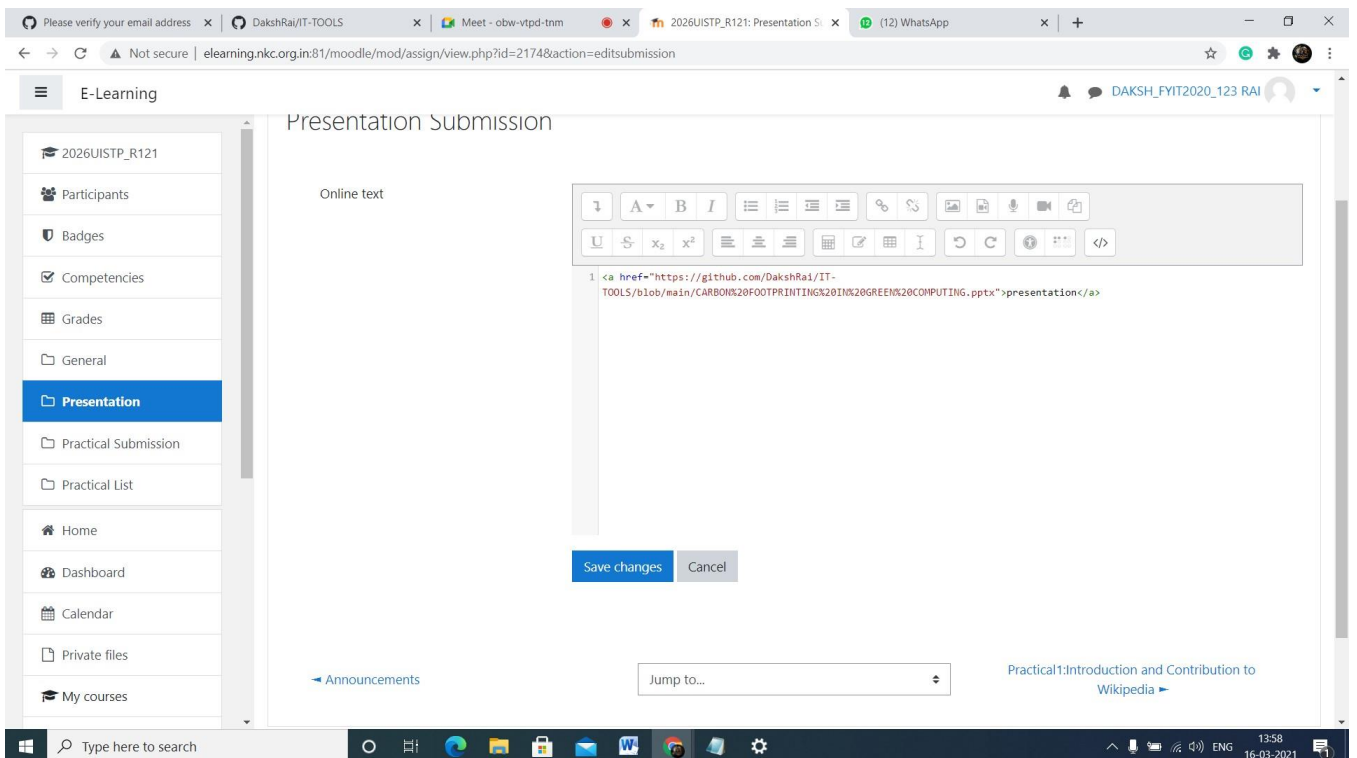 Please verify your email address
DakshRai/IT-TOOLS
Meet - obw-vtpd-tnm
2026UISTP_R121: Presentation Su
(12) WhatsApp
Not secure | elearning.nkc.org.in:81/moodle/mod/assign/view.php?id=2174&action=editsubmission
E-Learning
DAKSH_FYIT2020_123 RAI
2026UISTP_R121
Participants
Badges
Competencies
Grades
General
Presentation
Practical Submission
Practical List
Home
Dashboard
Calendar
Private files
My courses
Presentation Submission
Online text
A B I
U S x₂ x²
</>
1 <a href="https://github.com/DakshRai/IT-
TOOLS/blob/main/CARBON%20FOOTPRINTING%20IN%20GREEN%20COMPUTING.pptx">presentation</a>
Save changes Cancel
◄ Announcements
Jump to...
Practical1:Introduction and Contribution to
Wikipedia ►
Type here to search
ENG
13:58
16-03-2021